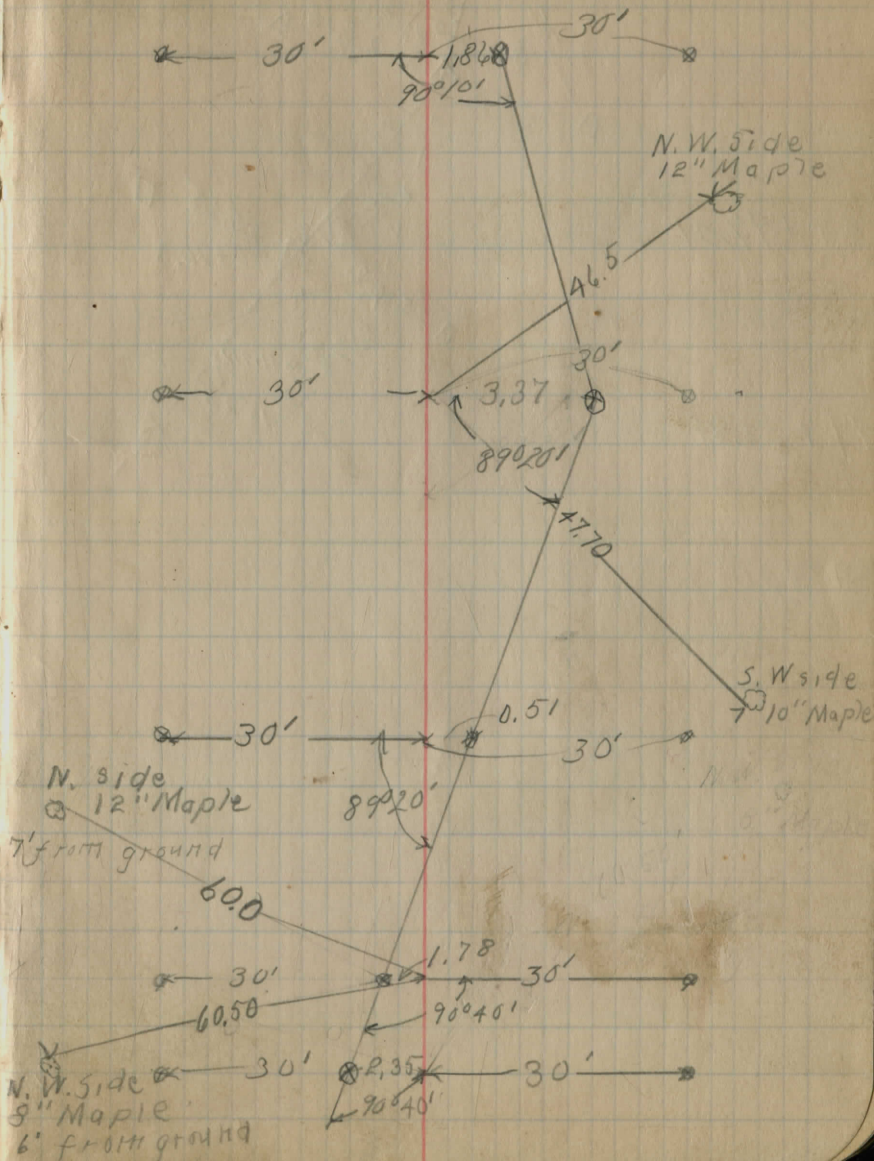 30'
30'
1.86
90°10'
N.W. Side
12" Maple
46.5
30'
30'
3.37
89°20'
47.70
S. W side
10" Maple
0.51
30'
30'
N. side
12" Maple
89°20'
7' from ground
60.0
1.78
30'
30'
60.50
90°40'
30'
2.35
30'
N.W. Side
8" Maple
90°40'
6' from ground